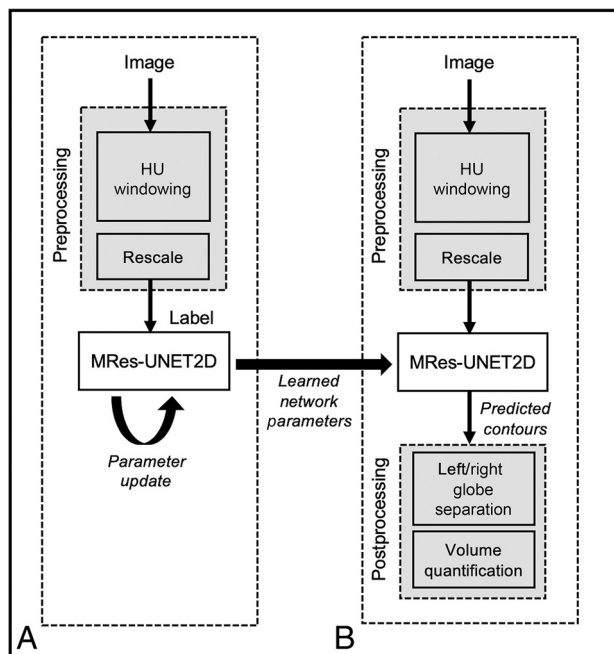 Image
Preprocessing
HU
windowing
Rescale
Label
MRes-UNET2D
Parameter
update
A
Learned
network
parameters
Image
Preprocessing
HU
windowing
Rescale
MRes-UNET2D
Predicted
contours
Postprocessing
Left/right
globe
separation
Volume
quantification
B